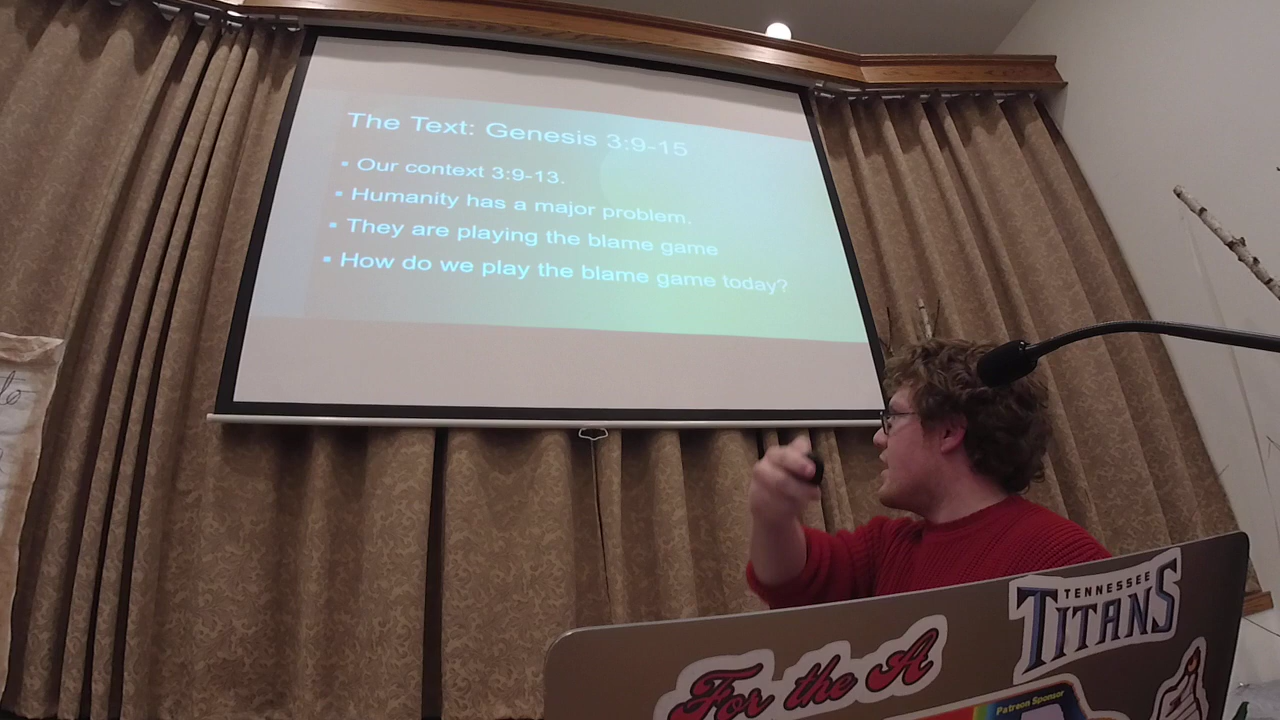 The Text: Genesis 3:9-15
▪ Our context 3:9-13.
▪ Humanity has a major problem.
▪ They are playing the blame game
▪ How do we play the blame game today?
TENNESSEE
TITANS
For the A
Patreon Sponsor